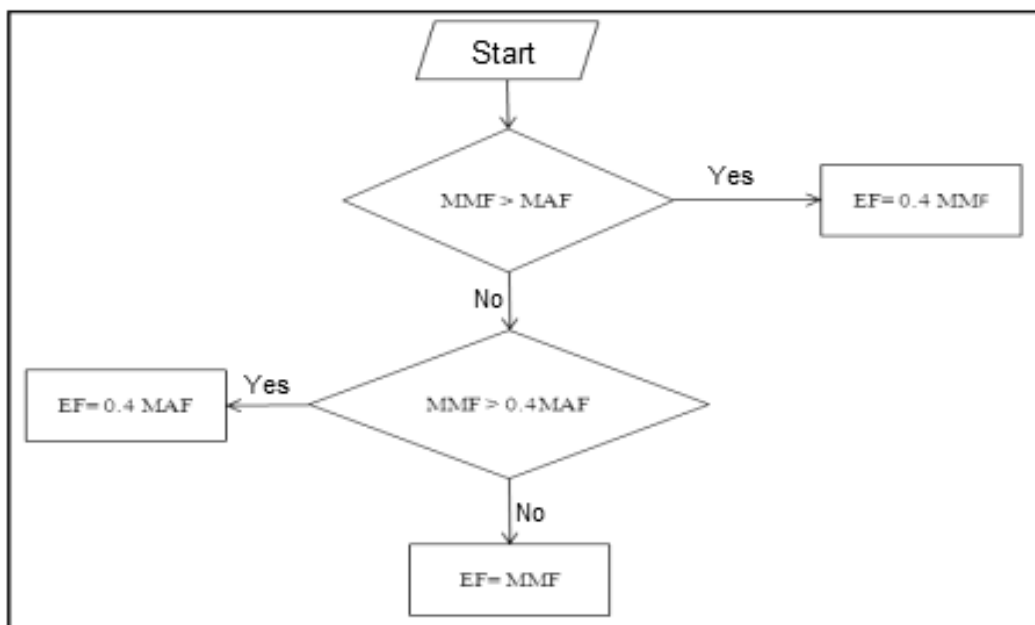 Start
MMF > MAF
Yes
EF= 0.4 MMF
No
MMF > 0.4MAF
Yes
EF= 0.4 MAF
No
EF= MMF